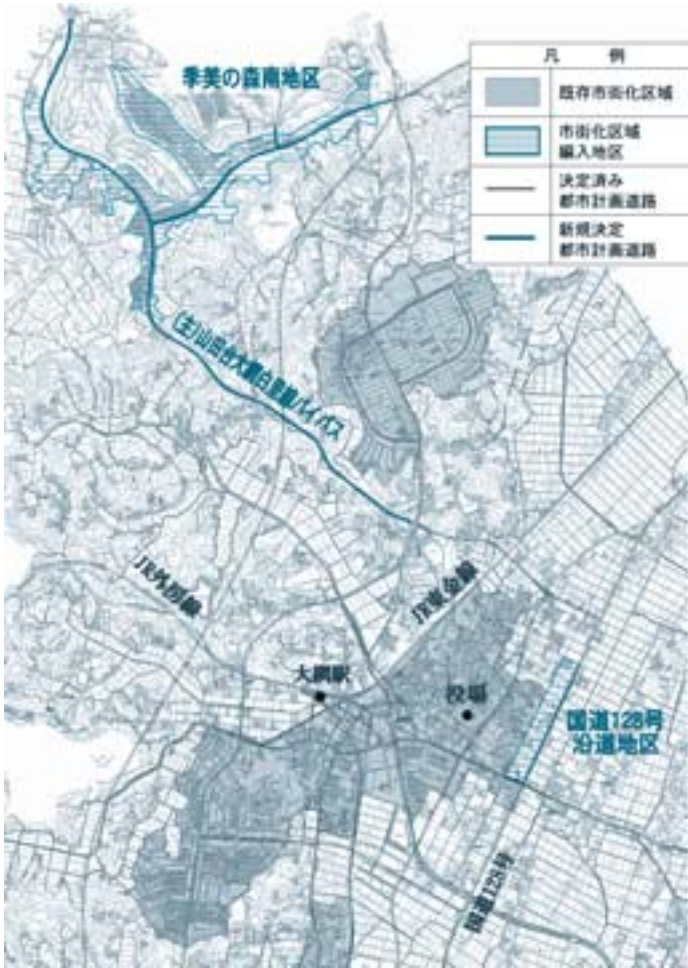 季美の森南地区
凡 例
既存市街化区域
市街化区域
編入地区
決定済み
都市計画道路
新規決定
都市計画道路
(主)山田台大網白里線バイパス
JR外房線
JR東金線
大網駅
役場
国道128号
沿道地区
国道128号